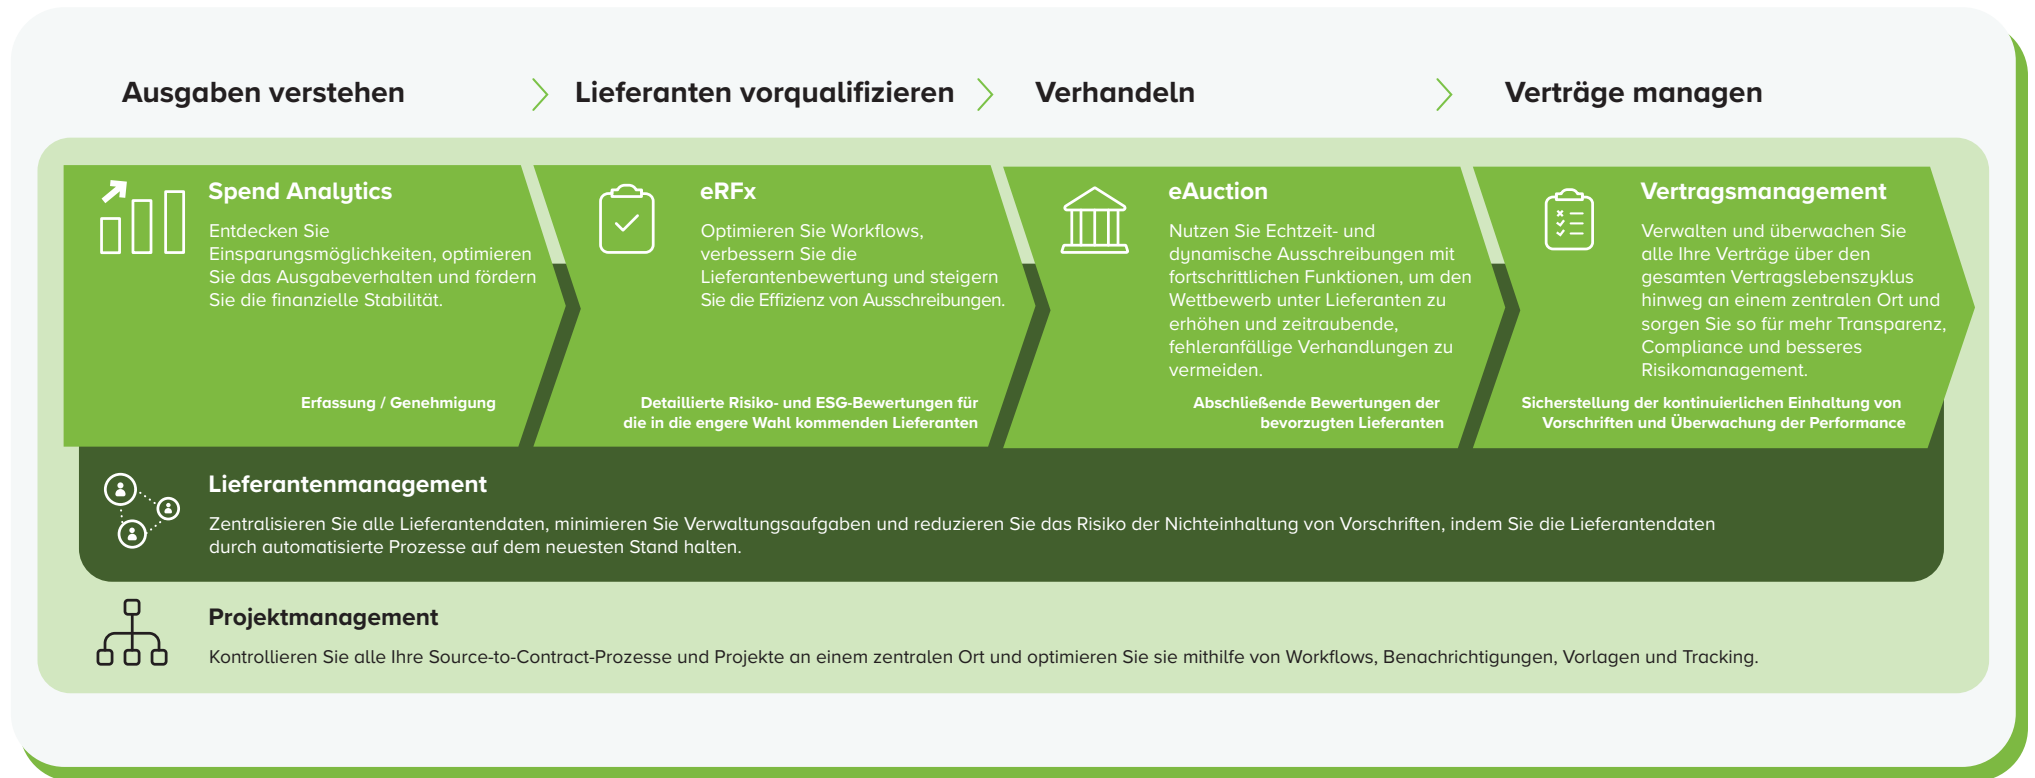 Ausgaben verstehen
Lieferanten vorqualifizieren
Verhandeln
Verträge managen
Spend Analytics
Entdecken Sie
Einsparungsmöglichkeiten, optimieren
Sie das Ausgabeverhalten und fördern
Sie die finanzielle Stabilität.
Erfassung / Genehmigung
eRFx
Optimieren Sie Workflows,
verbessern Sie die
Lieferantenbewertung und steigern
Sie die Effizienz von Ausschreibungen.
Detaillierte Risiko- und ESG-Bewertungen für
die in die engere Wahl kommenden Lieferanten
eAuction
Nutzen Sie Echtzeit- und
dynamische Ausschreibungen mit
fortschrittlichen Funktionen, um den
Wettbewerb unter Lieferanten zu
erhöhen und zeitraubende,
fehleranfällige Verhandlungen zu
vermeiden.
Abschließende Bewertungen der
bevorzugten Lieferanten
Vertragsmanagement
Verwalten und überwachen Sie
alle Ihre Verträge über den
gesamten Vertragslebenszyklus
hinweg an einem zentralen Ort und
sorgen Sie so für mehr Transparenz,
Compliance und besseres
Risikomanagement.
Sicherstellung der kontinuierlichen Einhaltung von
Vorschriften und Überwachung der Performance
Lieferantenmanagement
Zentralisieren Sie alle Lieferantendaten, minimieren Sie Verwaltungsaufgaben und reduzieren Sie das Risiko der Nichteinhaltung von Vorschriften, indem Sie die Lieferantendaten
durch automatisierte Prozesse auf dem neuesten Stand halten.
Projektmanagement
Kontrollieren Sie alle Ihre Source-to-Contract-Prozesse und Projekte an einem zentralen Ort und optimieren Sie sie mithilfe von Workflows, Benachrichtigungen, Vorlagen und Tracking.